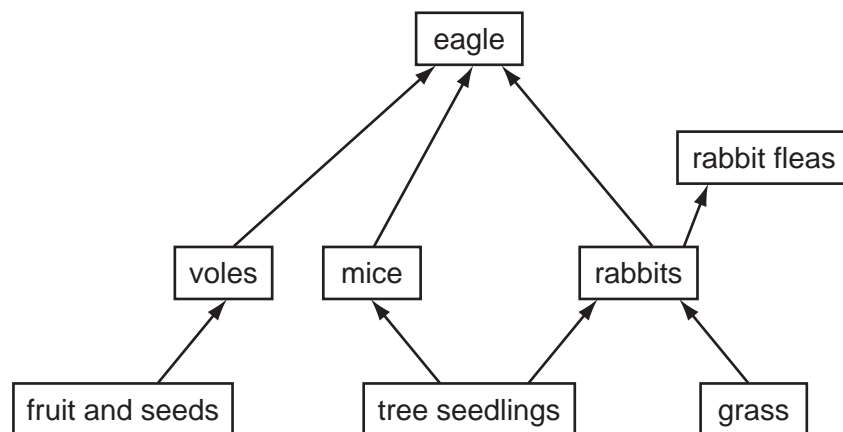 eagle
rabbit fleas
voles
mice
rabbits
fruit and seeds
tree seedlings
grass